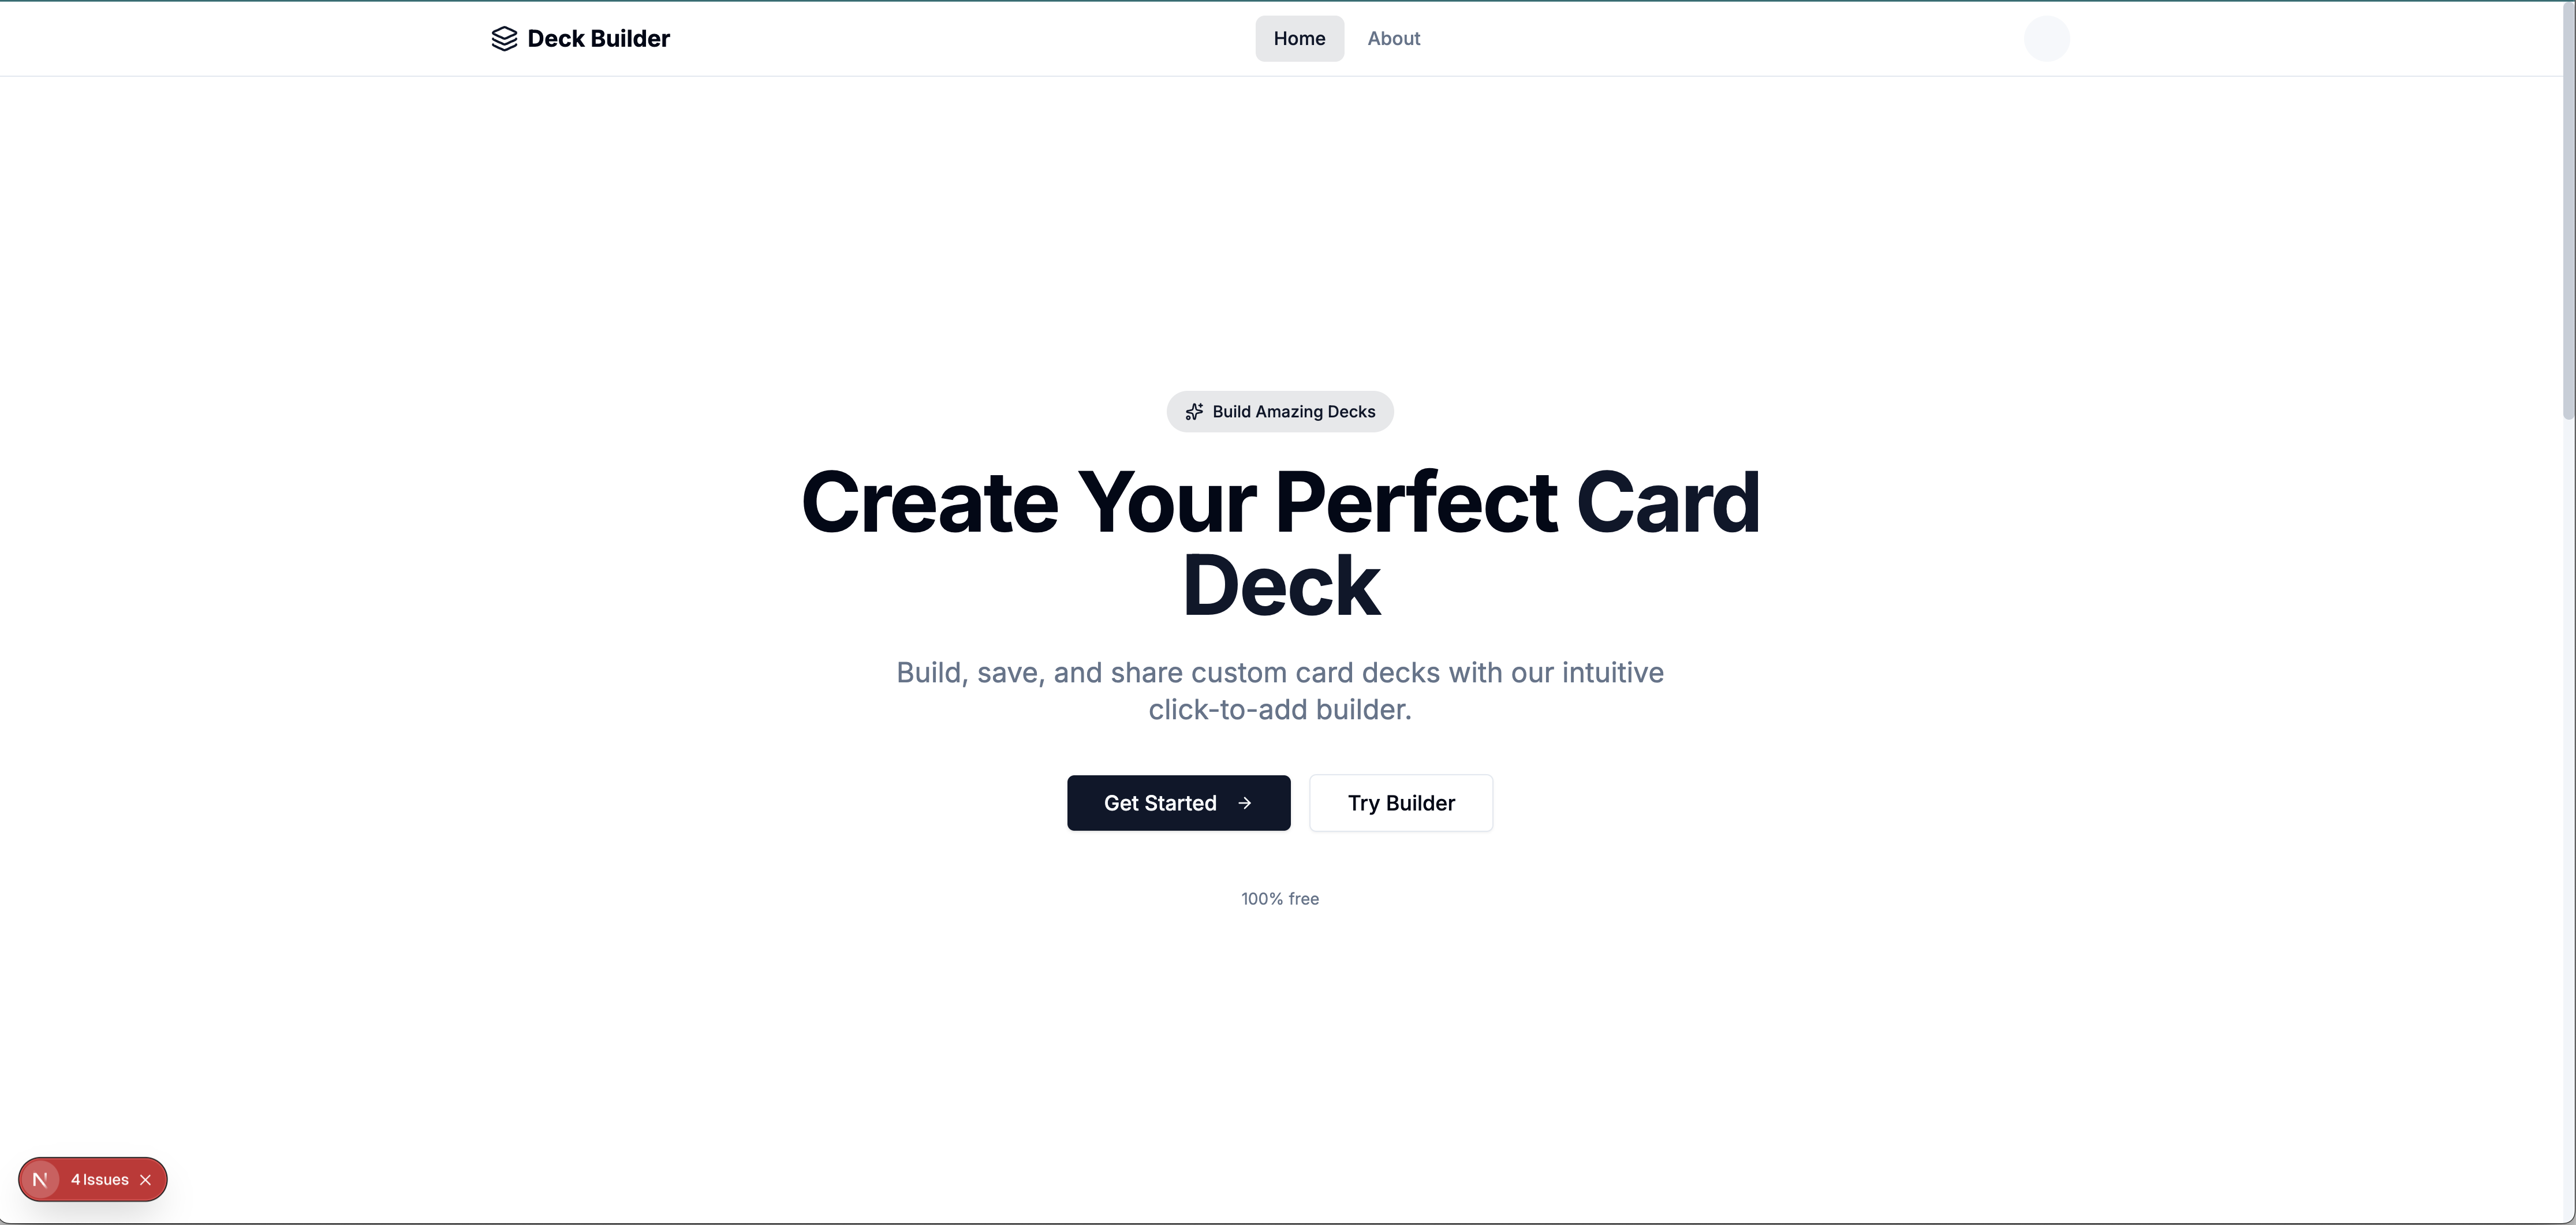 Deck Builder
Home
About
Build Amazing Decks
Create Your Perfect Card
Deck
Build, save, and share custom card decks with our intuitive
click-to-add builder.
Get Started
Try Builder
100% free
N
4 Issues